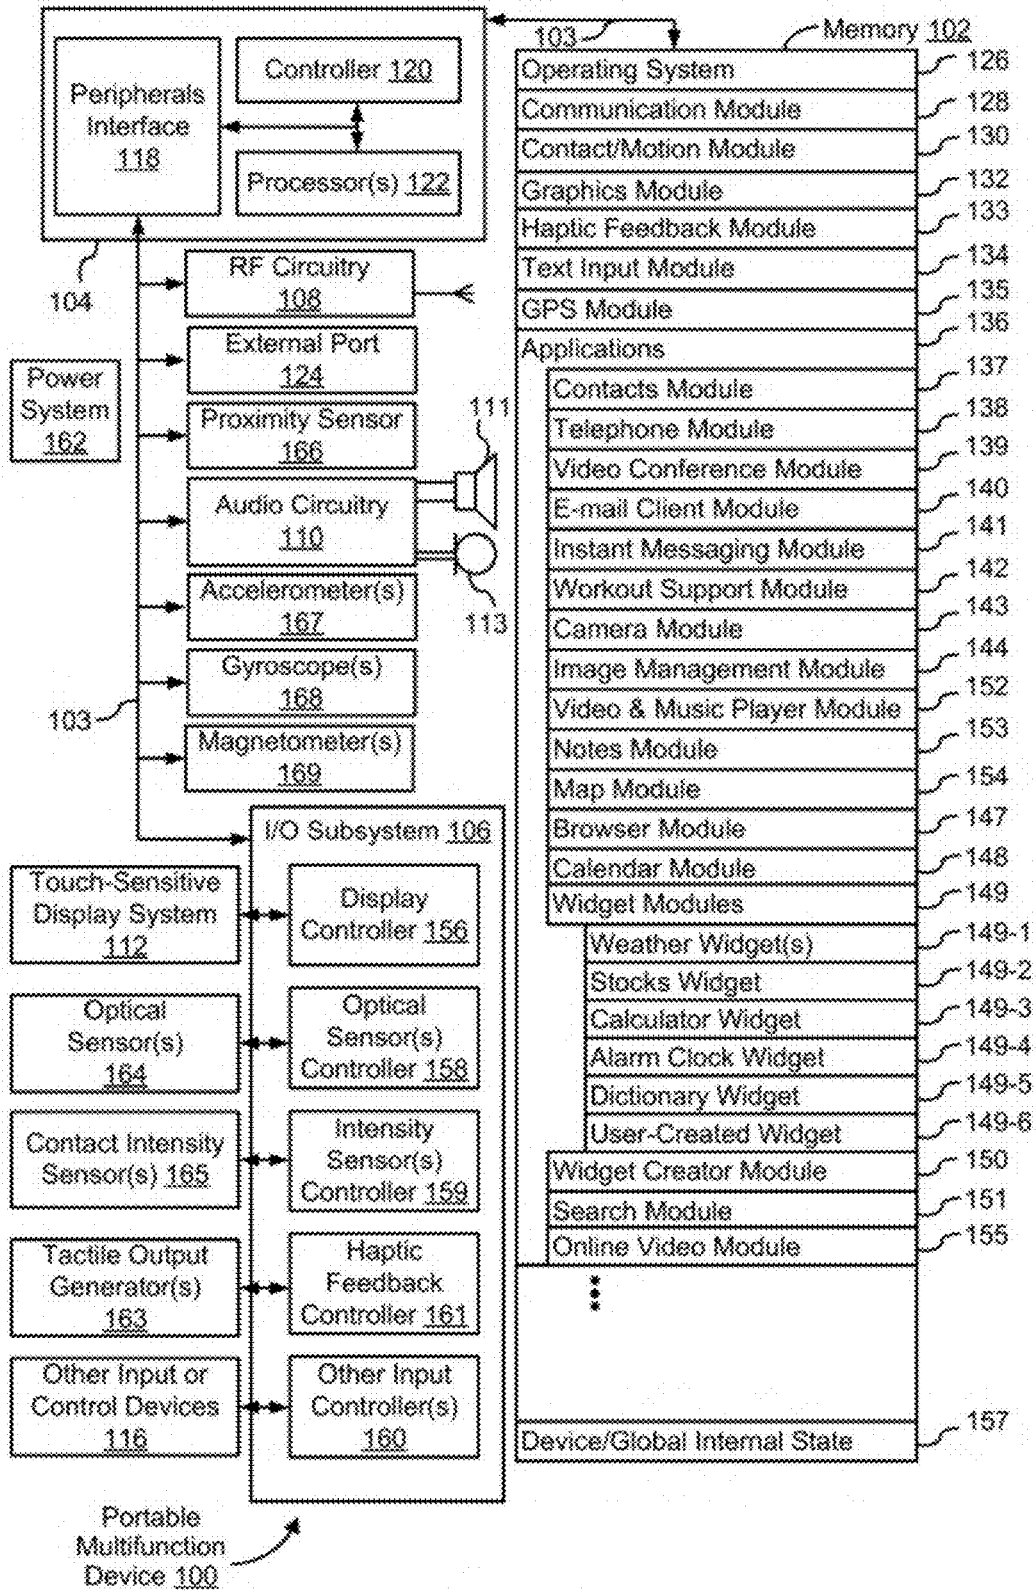 103
Memory 102
Peripherals
Interface
118
Controller 120
Processor(s) 122
104
RF Circuitry
108
External Port
124
Power
System
162
Proximity Sensor
166
111
Audio Circuitry
110
113
Accelerometer(s)
167
Gyroscope(s)
168
103
Magnetometer(s)
169
I/O Subsystem 106
Touch-Sensitive
Display System
112
Display
Controller 156
Optical
Sensor(s)
164
Optical
Sensor(s)
Controller 158
Contact Intensity
Sensor(s) 165
Intensity
Sensor(s)
Controller 159
Tactile Output
Generator(s)
163
Haptic
Feedback
Controller 161
Other Input or
Control Devices
116
Other Input
Controller(s)
160
Portable
Multifunction
Device 100
Operating System 126
Communication Module 128
Contact/Motion Module 130
Graphics Module 132
Haptic Feedback Module 133
Text Input Module 134
GPS Module 135
Applications 136
Contacts Module 137
Telephone Module 138
Video Conference Module 139
E-mail Client Module 140
Instant Messaging Module 141
Workout Support Module 142
Camera Module 143
Image Management Module 144
Video & Music Player Module 152
Notes Module 153
Map Module 154
Browser Module 147
Calendar Module 148
Widget Modules 149
Weather Widget(s) 149-1
Stocks Widget 149-2
Calculator Widget 149-3
Alarm Clock Widget 149-4
Dictionary Widget 149-5
User-Created Widget 149-6
Widget Creator Module 150
Search Module 151
Online Video Module 155
Device/Global Internal State 157